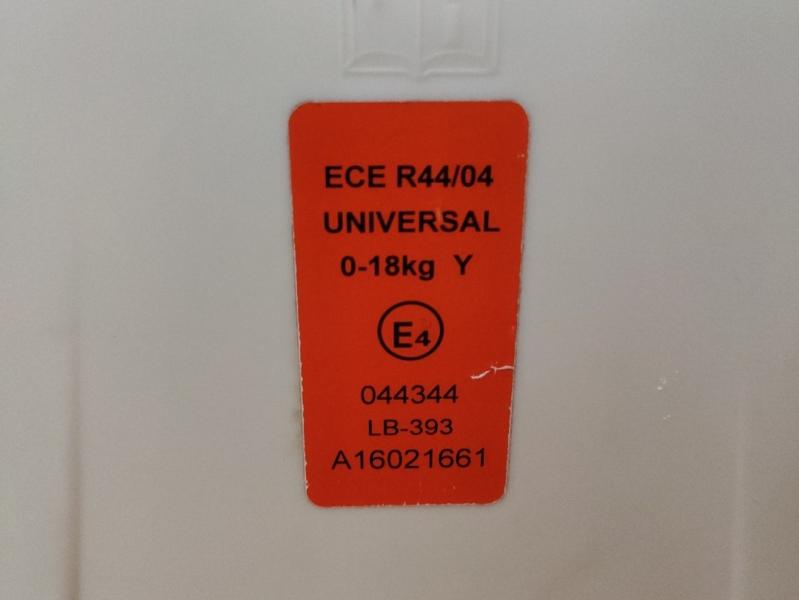 ECE R44/04
UNIVERSAL
0-18kg Y
E4
044344
LB-393
A16021661